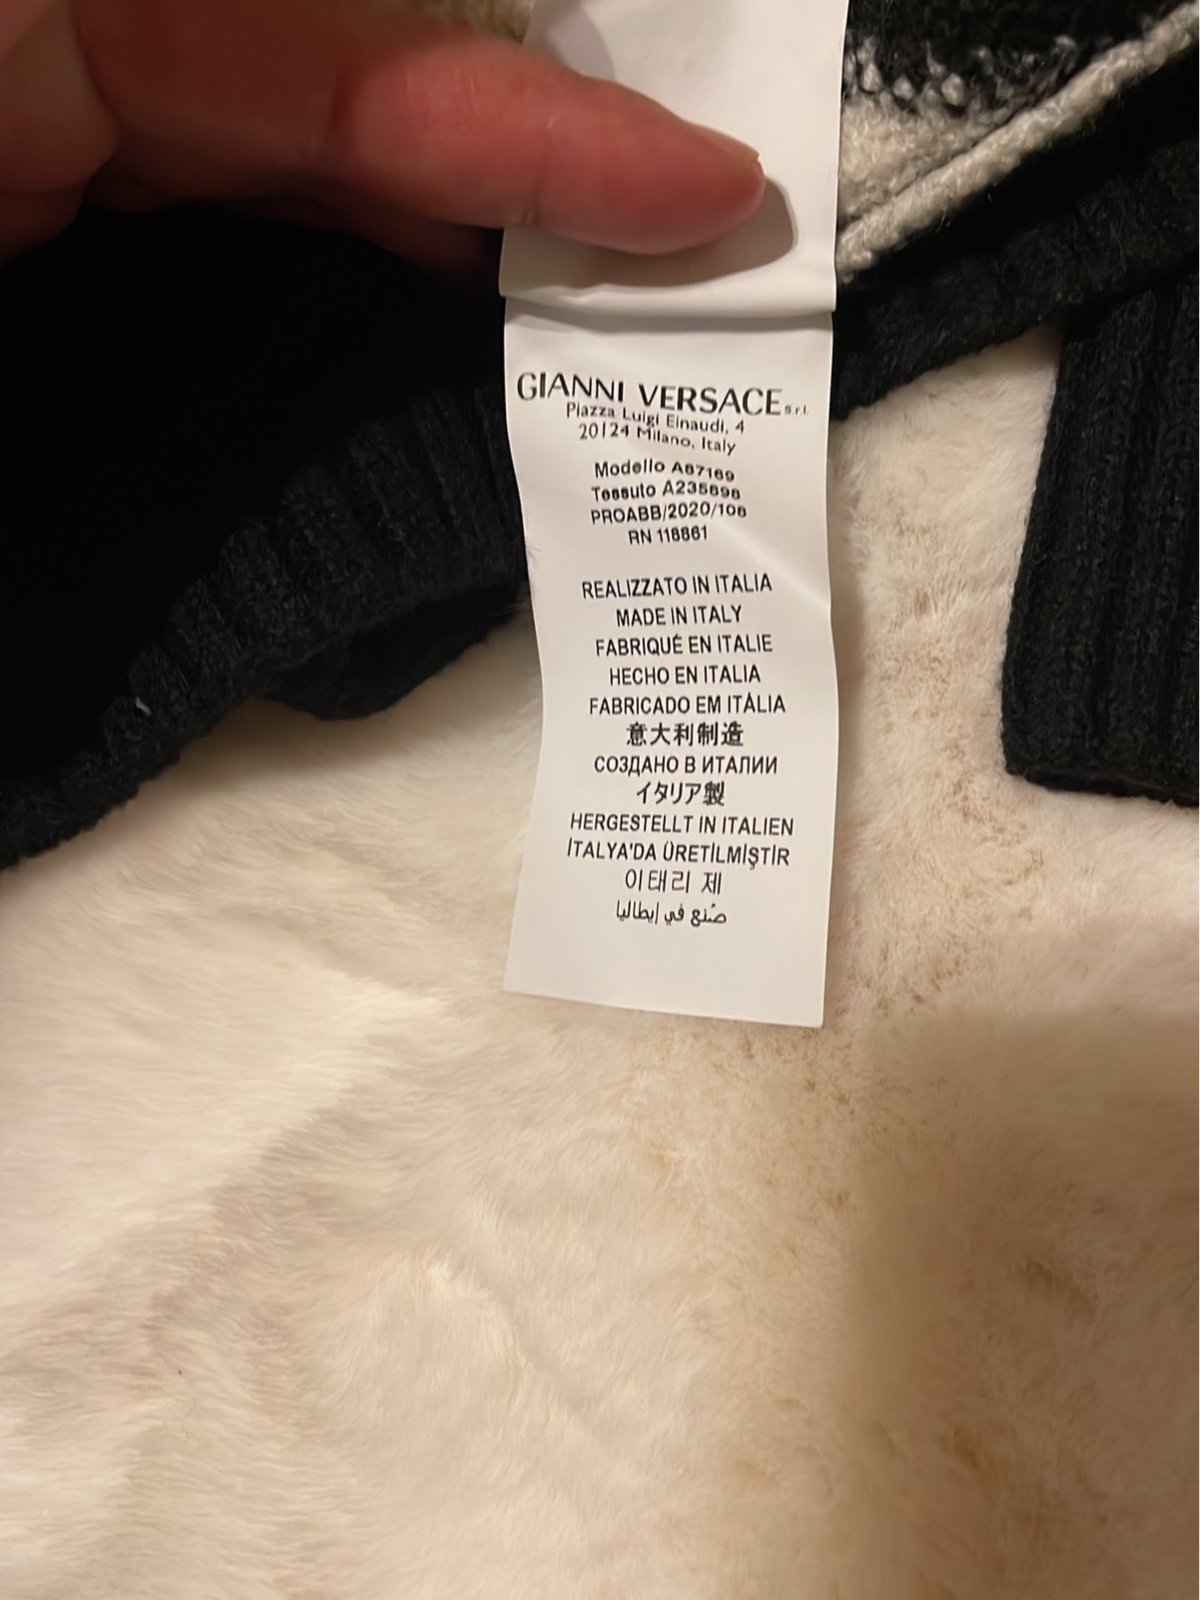 GIANNI VERSACE s.r.l.
Piazza Luigi Einaudi, 4
20124 Milano, Italy
Modello A87169
Tessuto A235898
PROABB/2020/108
RN 118861
REALIZZATO IN ITALIA
MADE IN ITALY
FABRIQUÉ EN ITALIE
HECHO EN ITALIA
FABRICADO EM ITÁLIA
意大利制造
СОЗДАНО В ИТАЛИИ
イタリア製
HERGESTELLT IN ITALIEN
İTALYA'DA ÜRETİLMİŞTİR
이태리 제
صُنع في إيطاليا